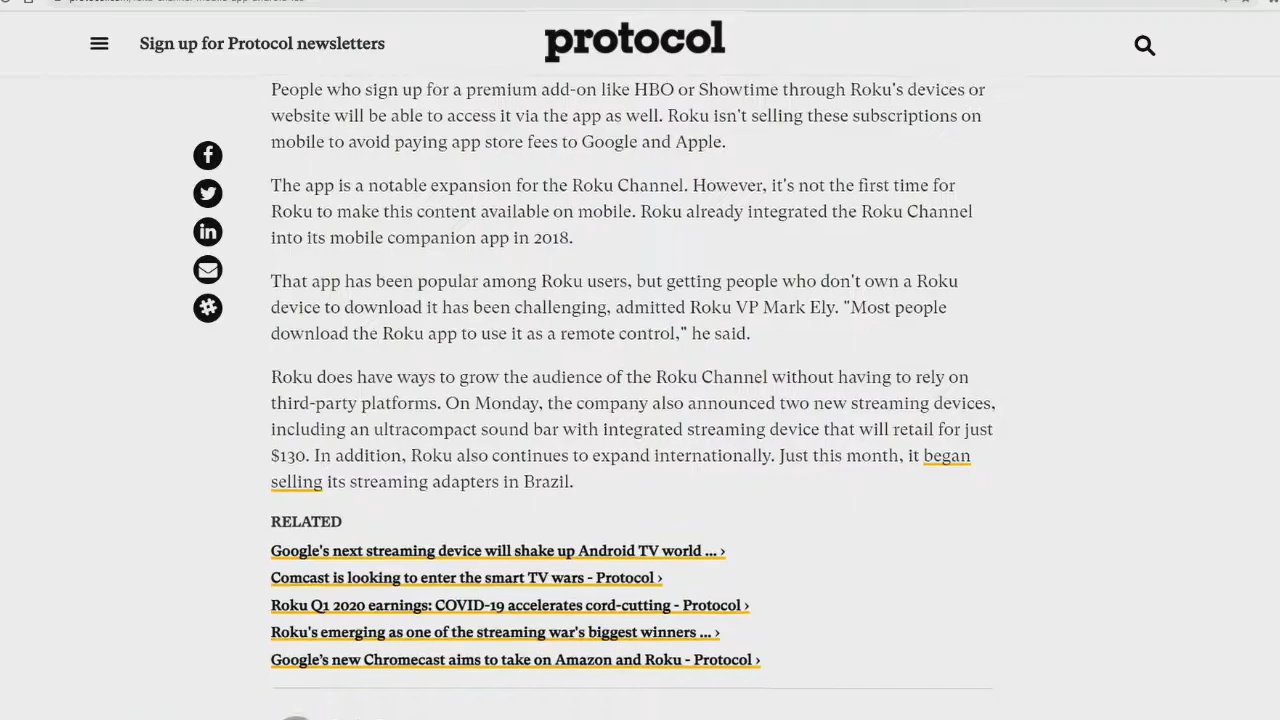 Sign up for Protocol newsletters
protocol
People who sign up for a premium add-on like HBO or Showtime through Roku's devices or
website will be able to access it via the app as well. Roku isn't selling these subscriptions on
mobile to avoid paying app store fees to Google and Apple.
The app is a notable expansion for the Roku Channel. However, it's not the first time for
Roku to make this content available on mobile. Roku already integrated the Roku Channel
into its mobile companion app in 2018.
That app has been popular among Roku users, but getting people who don't own a Roku
device to download it has been challenging, admitted Roku VP Mark Ely. "Most people
download the Roku app to use it as a remote control," he said.
Roku does have ways to grow the audience of the Roku Channel without having to rely on
third-party platforms. On Monday, the company also announced two new streaming devices,
including an ultracompact sound bar with integrated streaming device that will retail for just
$130. In addition, Roku also continues to expand internationally. Just this month, it began
selling its streaming adapters in Brazil.
RELATED
Google's next streaming device will shake up Android TV world ... ›
Comcast is looking to enter the smart TV wars - Protocol ›
Roku Q1 2020 earnings: COVID-19 accelerates cord-cutting - Protocol ›
Roku's emerging as one of the streaming war's biggest winners ... ›
Google's new Chromecast aims to take on Amazon and Roku - Protocol ›